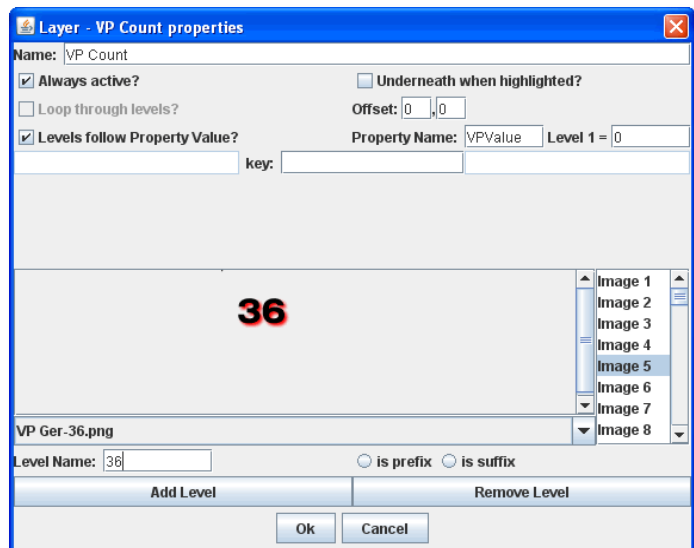 Layer - VP Count properties
Name: VP Count
Always active? Underneath when highlighted?
Loop through levels? Offset: 0 ,0
Levels follow Property Value? Property Name: VPValue Level 1 = 0
key:
Image 1
Image 2
36
Image 3
Image 4
Image 5
Image 6
Image 7
VP Ger-36.png Image 8
Level Name: 36 is prefix is suffix
Add Level Remove Level
Ok Cancel